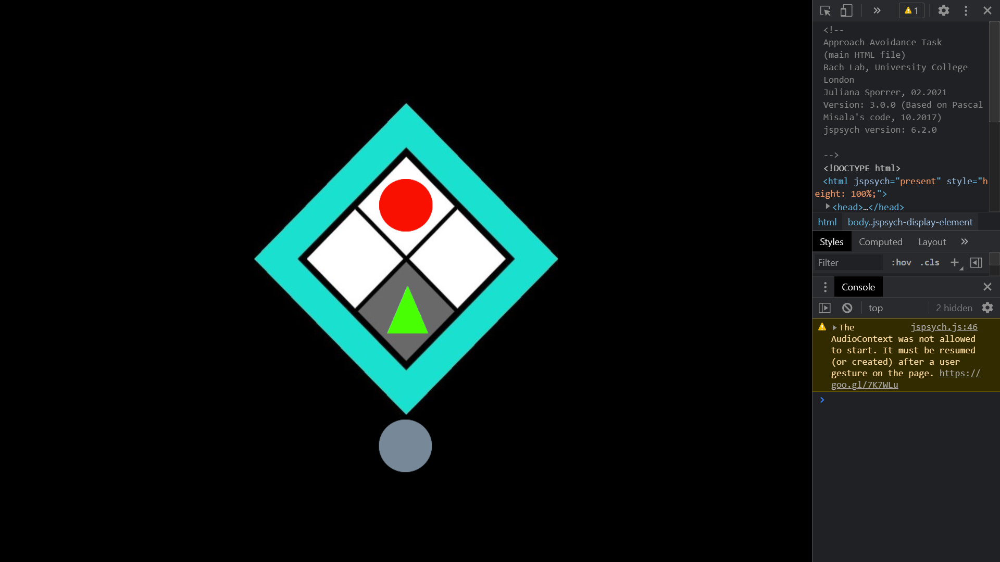 1
<!--
Approach Avoidance Task
(main HTML file)
Bach Lab, University College
London
Juliana Sporrer, 02.2021
Version: 3.0.0 (Based on Pascal
Misala's code, 10.2017)
jspsych version: 6.2.0
-->
<!DOCTYPE html>
<html jspsych="present" style="h
eight: 100%;">
<head>…</head>
html body..jspsych-display-element
Styles Computed Layout
Filter :hov .cls
Console
top 2 hidden
The jspsych.js:46
AudioContext was not allowed
to start. It must be resumed
(or created) after a user
gesture on the page. https://
goo.gl/7K7WLu